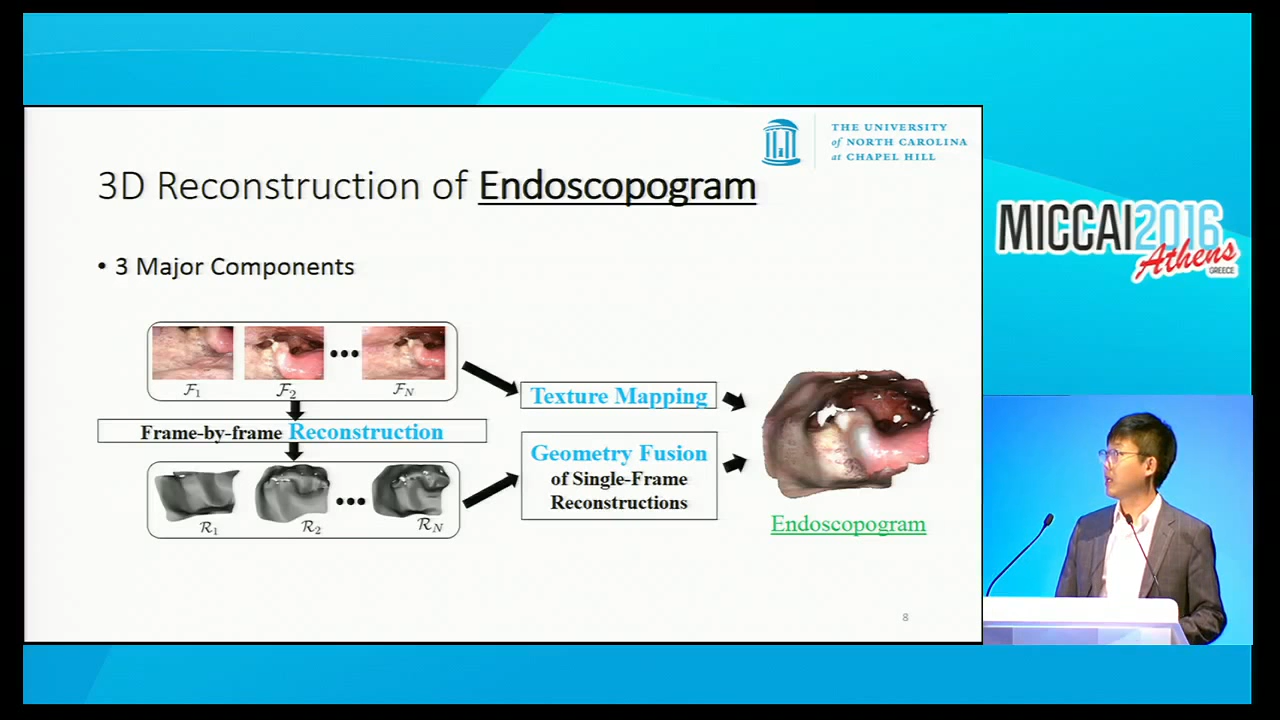 THE UNIVERSITY
of NORTH CAROLINA
at CHAPEL HILL
3D Reconstruction of Endoscopogram
• 3 Major Components
F1 F2 ••• FN
Frame-by-frame Reconstruction
R1 R2 ••• RN
Texture Mapping
Geometry Fusion
of Single-Frame
Reconstructions
Endoscopogram
8
MICCAI2016
Athens
GREECE